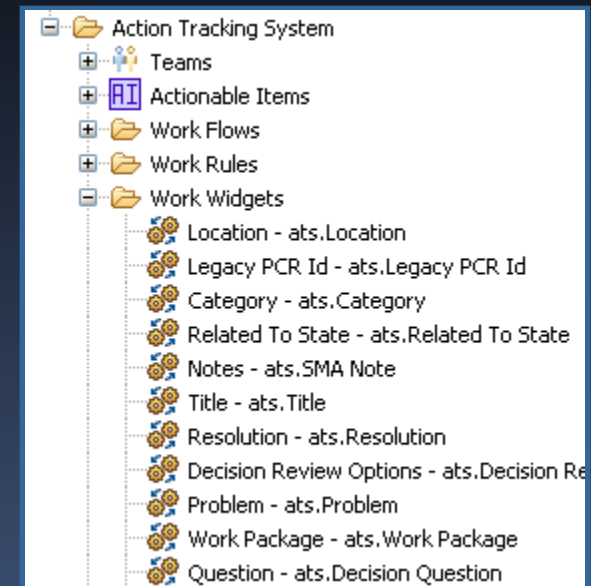 Action Tracking System
Teams
AI Actionable Items
Work Flows
Work Rules
Work Widgets
Location - ats.Location
Legacy PCR Id - ats.Legacy PCR Id
Category - ats.Category
Related To State - ats.Related To State
Notes - ats.SMA Note
Title - ats.Title
Resolution - ats.Resolution
Decision Review Options - ats.Decision Re
Problem - ats.Problem
Work Package - ats.Work Package
Question - ats.Decision Question